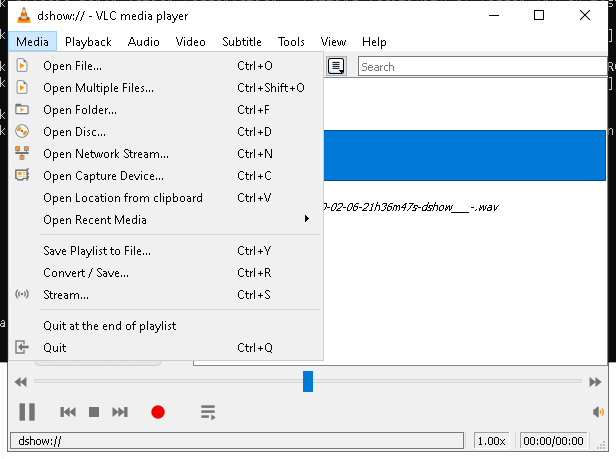 dshow:// - VLC media player
Media Playback Audio Video Subtitle Tools View Help
Search
Open File... Ctrl+O
Open Multiple Files... Ctrl+Shift+O
Open Folder... Ctrl+F
Open Disc... Ctrl+D
Open Network Stream... Ctrl+N
Open Capture Device... Ctrl+C
Open Location from clipboard Ctrl+V
0-02-06-21h36m47s-dshow___-.wav
Open Recent Media
Save Playlist to File... Ctrl+Y
Convert / Save... Ctrl+R
Stream... Ctrl+S
Quit at the end of playlist
Quit Ctrl+Q
dshow:// 1.00x 00:00/00:00